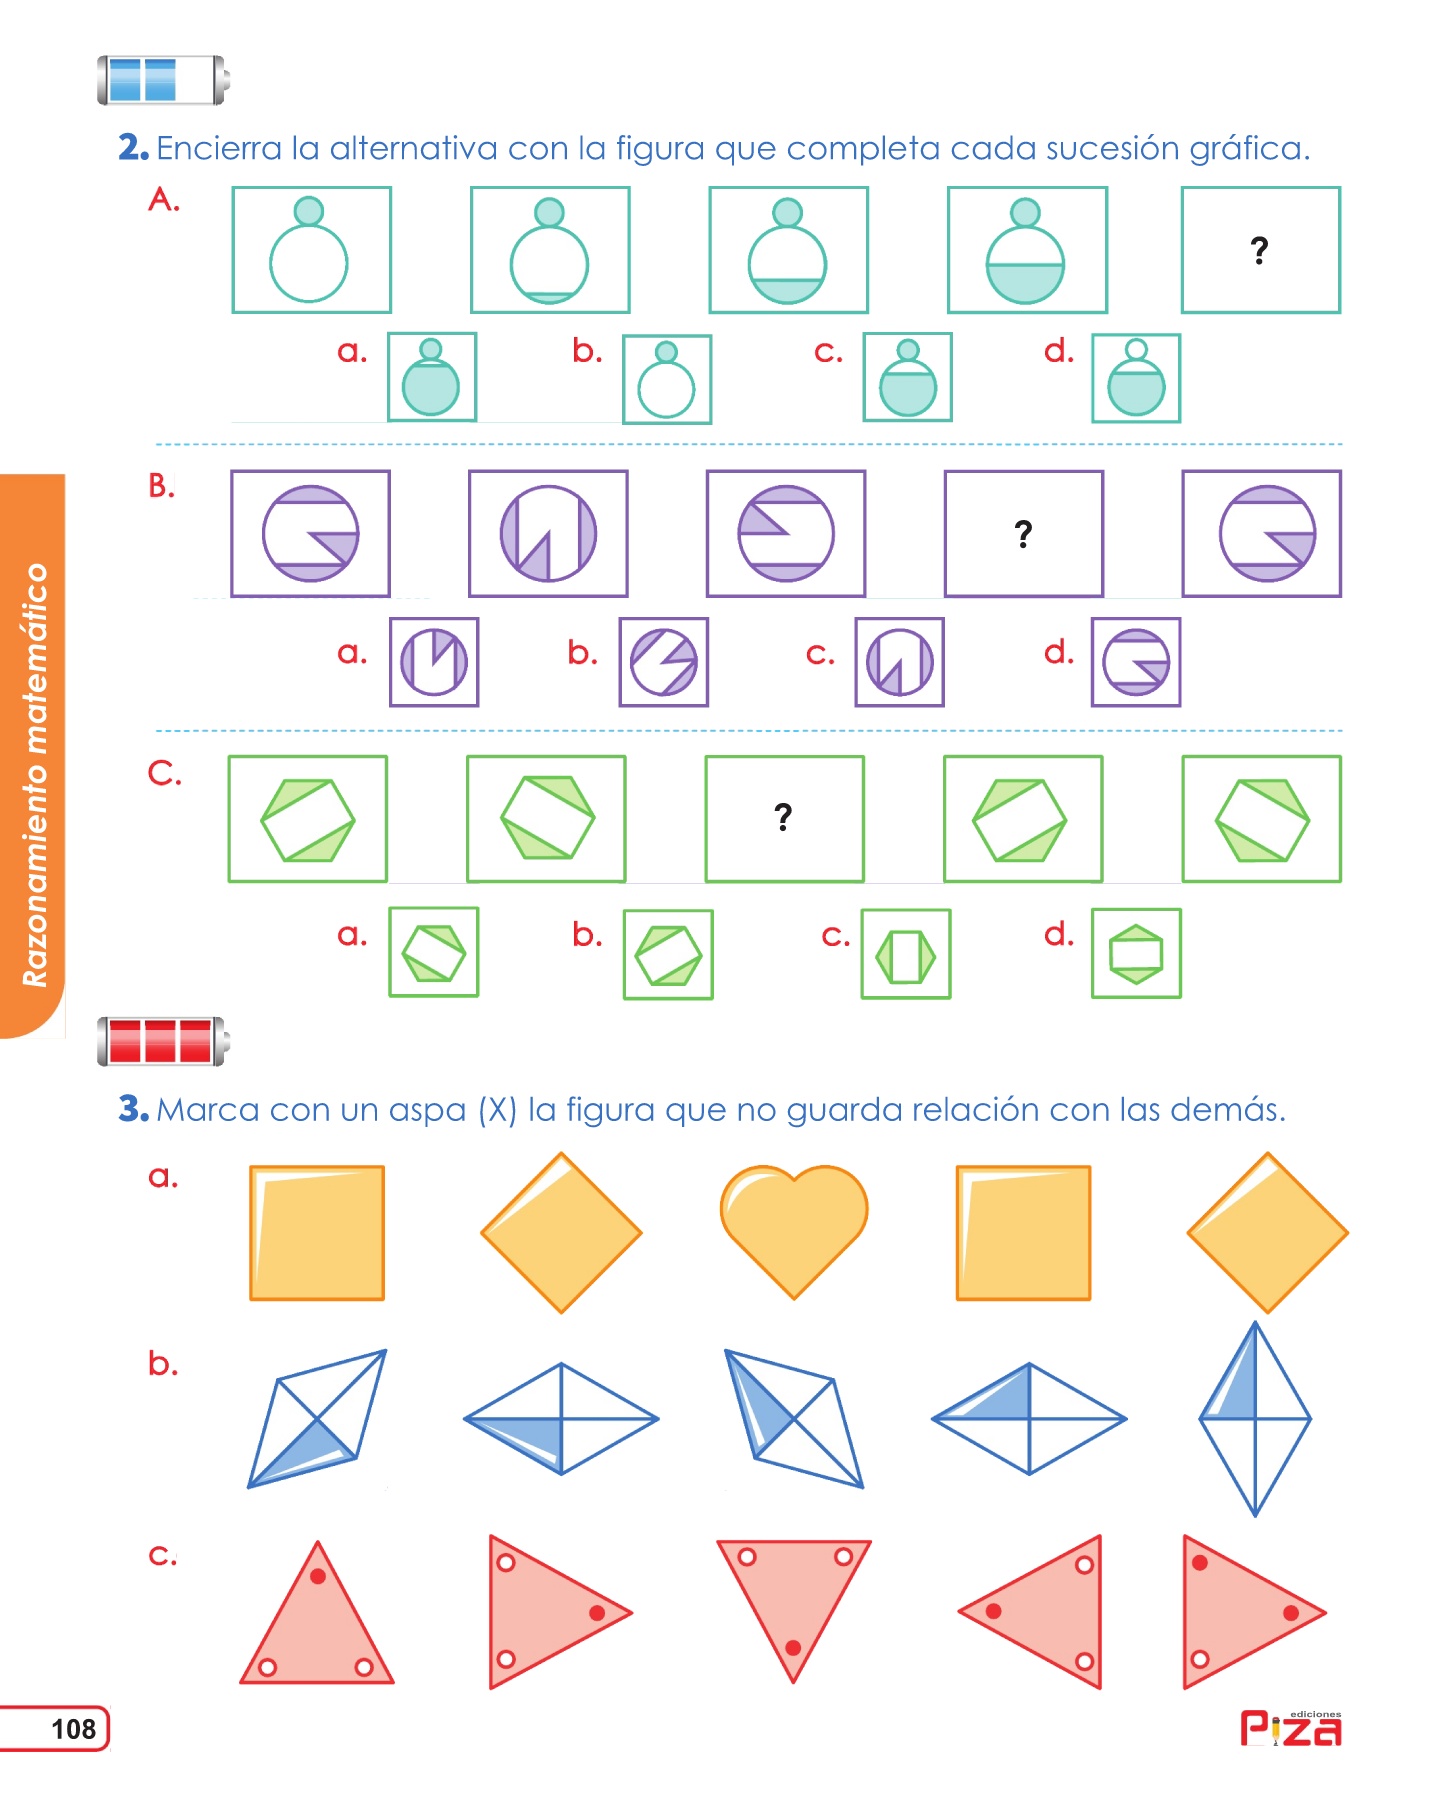 2. Encierra la alternativa con la figura que completa cada sucesión gráfica.
A.
?
a. b. c. d.
B.
?
a. b. c. d.
C.
?
a. b. c. d.
Razonamiento matemático
3. Marca con un aspa (X) la figura que no guarda relación con las demás.
a.
b.
c.
108
ediciones
Piza